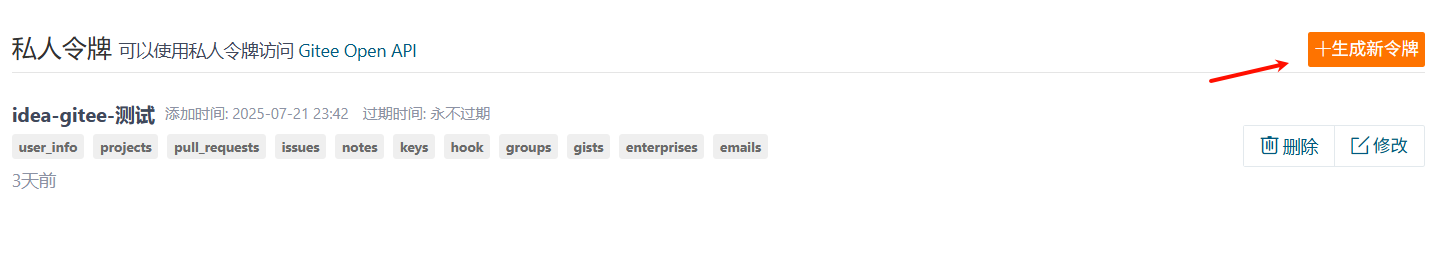 私人令牌 可以使用私人令牌访问 Gitee Open API
+生成新令牌
idea-gitee-测试 添加时间: 2025-07-21 23:42 过期时间: 永不过期
user_info projects pull_requests issues notes keys hook groups gists enterprises emails
删除 修改
3天前